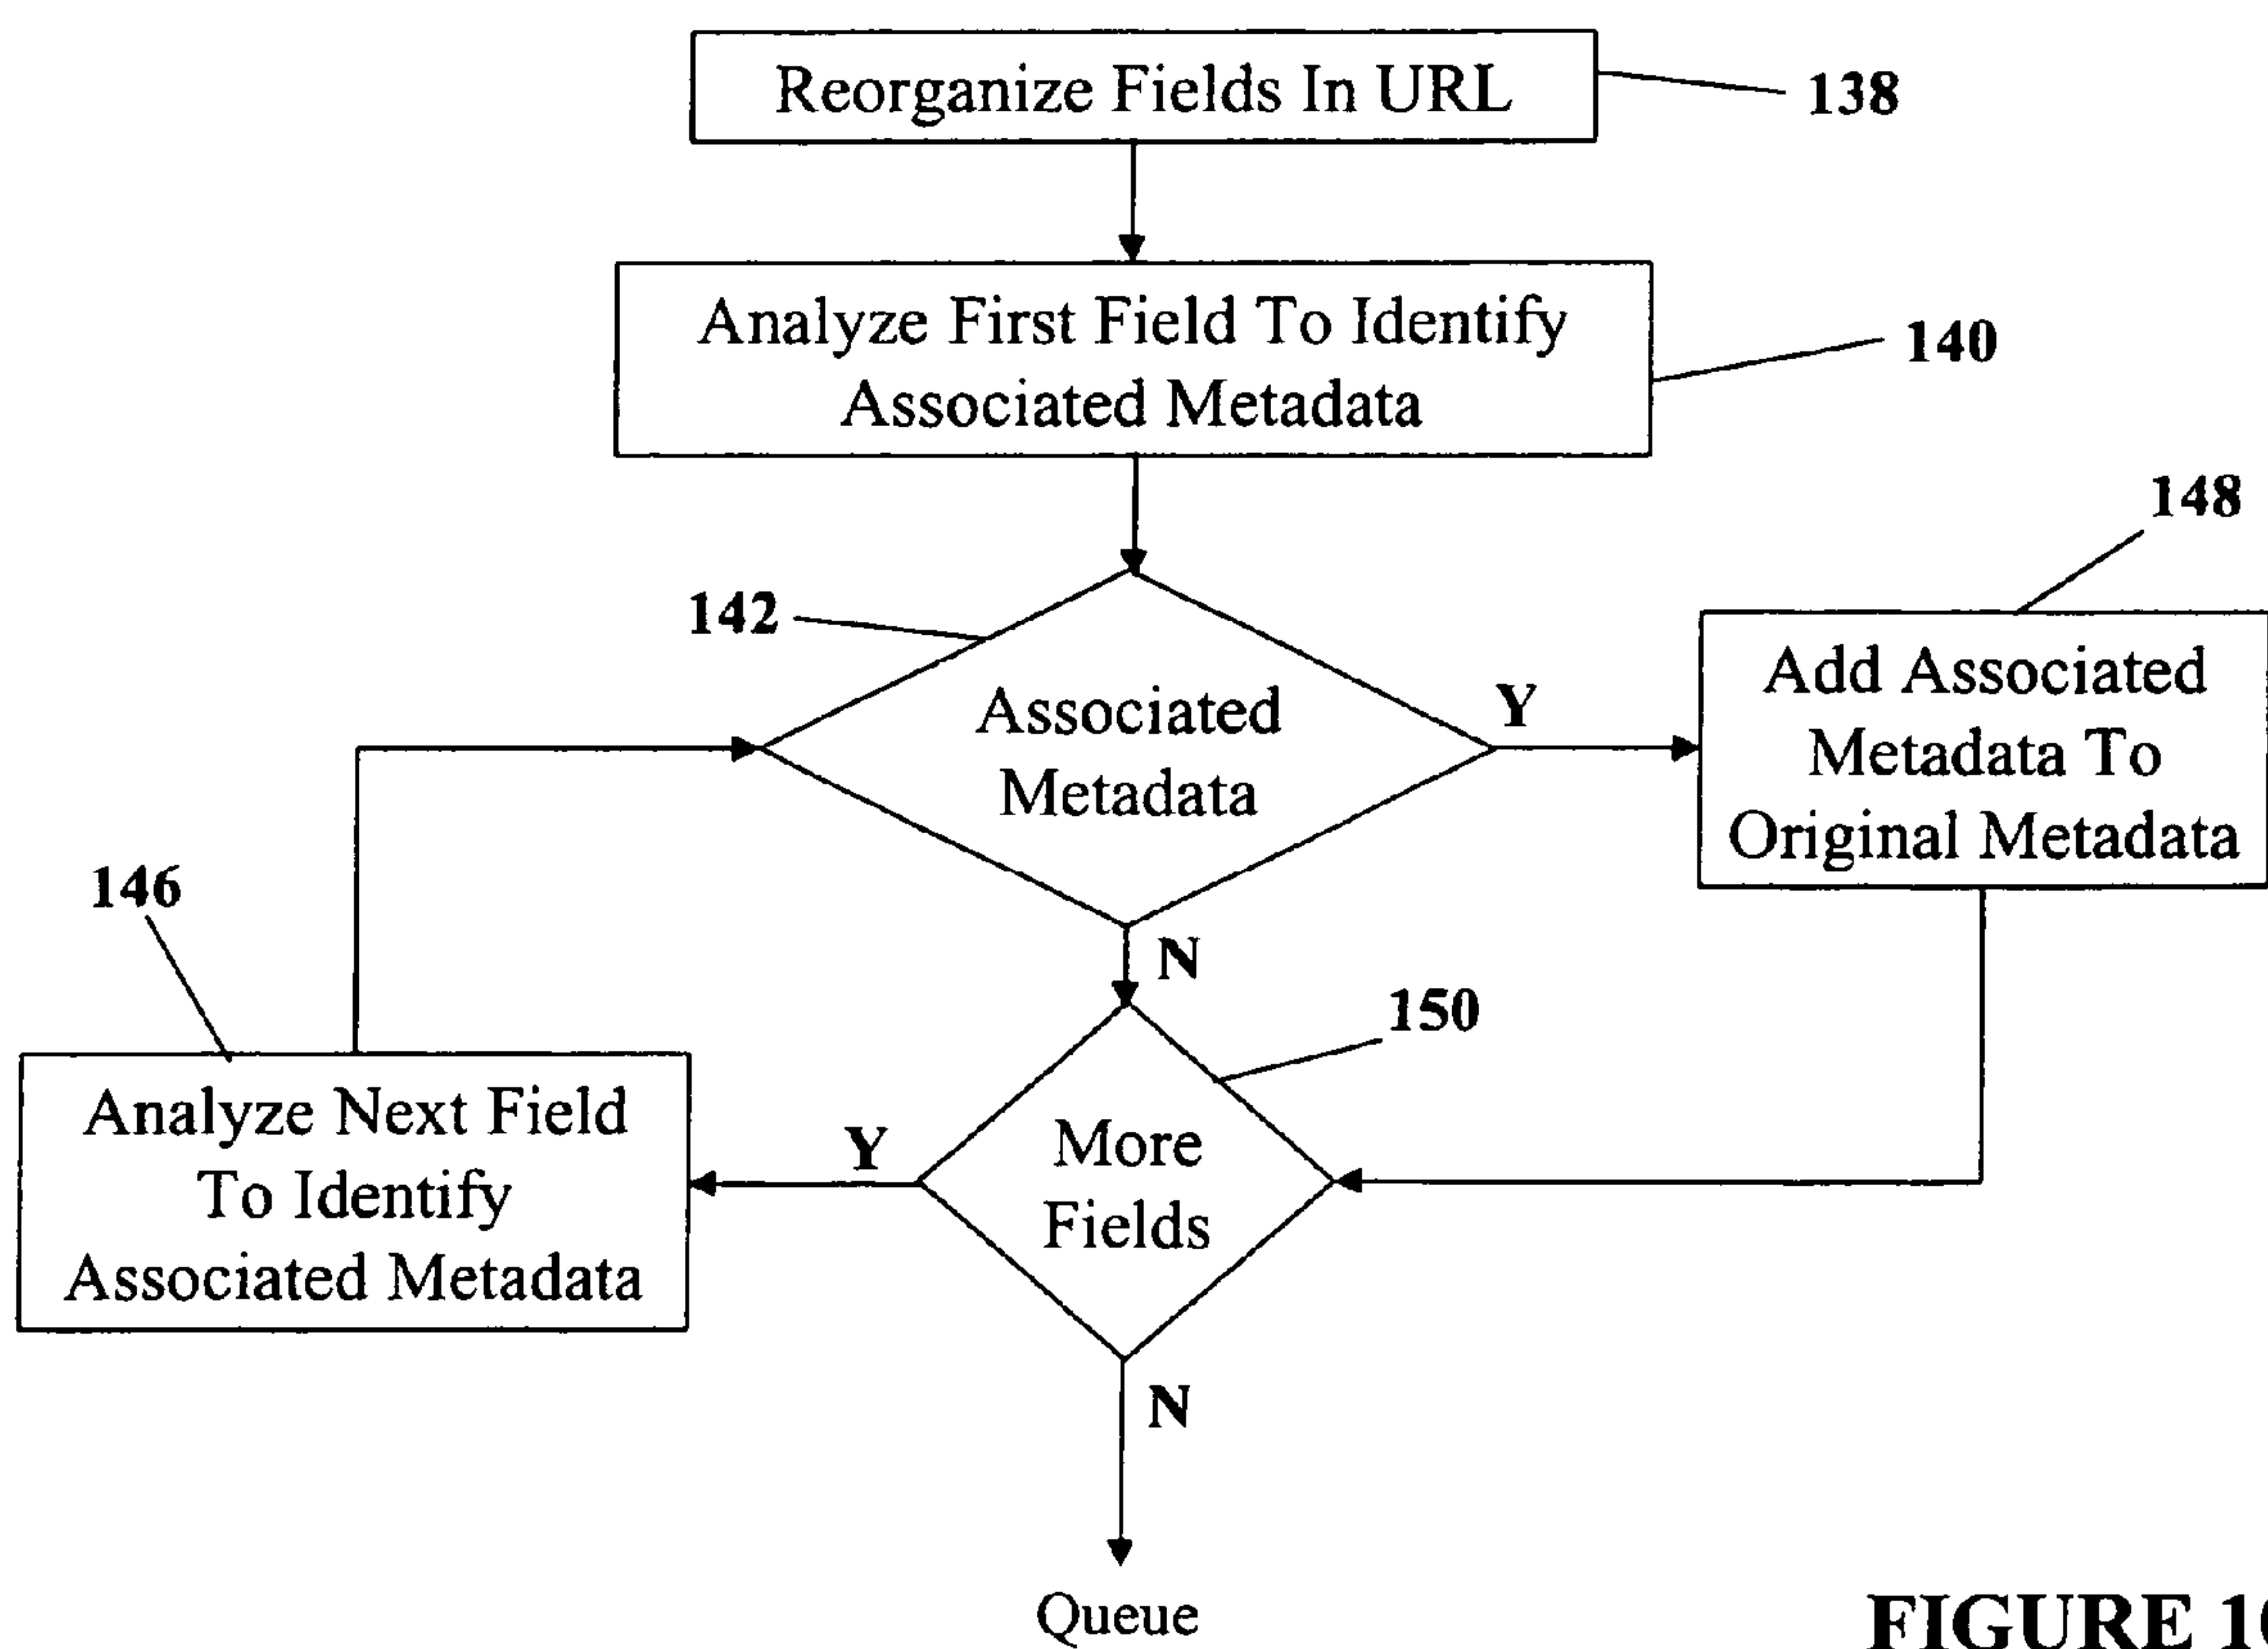 Reorganize Fields In URL
138
Analyze First Field To Identify
Associated Metadata
140
142
Associated
Metadata
Y
148
Add Associated
Metadata To
Original Metadata
N
146
150
Analyze Next Field
To Identify
Associated Metadata
Y
More
Fields
N
Queue
FIGURE